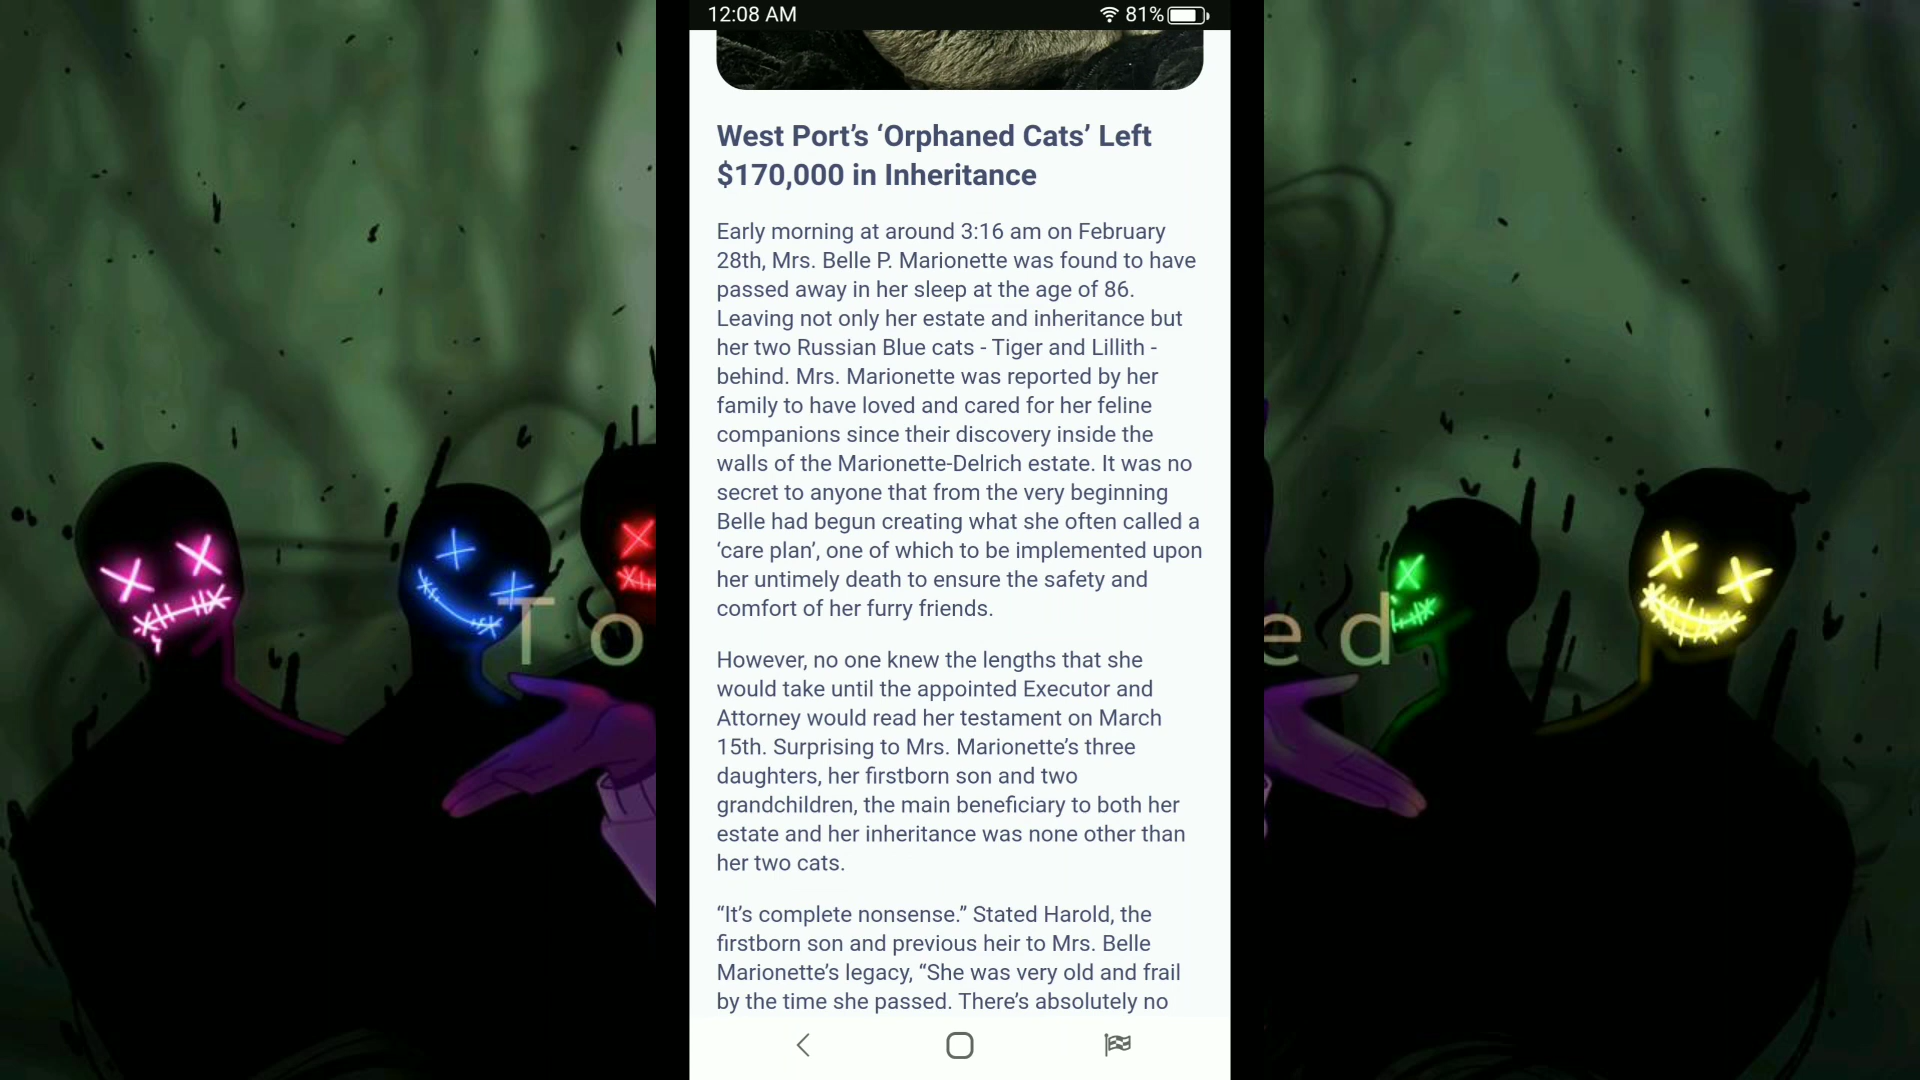 12:08 AM
81%
West Port’s ‘Orphaned Cats’ Left
$170,000 in Inheritance
Early morning at around 3:16 am on February
28th, Mrs. Belle P. Marionette was found to have
passed away in her sleep at the age of 86.
Leaving not only her estate and inheritance but
her two Russian Blue cats - Tiger and Lillith -
behind. Mrs. Marionette was reported by her
family to have loved and cared for her feline
companions since their discovery inside the
walls of the Marionette-Delrich estate. It was no
secret to anyone that from the very beginning
Belle had begun creating what she often called a
‘care plan’, one of which to be implemented upon
her untimely death to ensure the safety and
comfort of her furry friends.
However, no one knew the lengths that she
would take until the appointed Executor and
Attorney would read her testament on March
15th. Surprising to Mrs. Marionette’s three
daughters, her firstborn son and two
grandchildren, the main beneficiary to both her
estate and her inheritance was none other than
her two cats.
“It’s complete nonsense.” Stated Harold, the
firstborn son and previous heir to Mrs. Belle
Marionette’s legacy, “She was very old and frail
by the time she passed. There’s absolutely no
To
ed